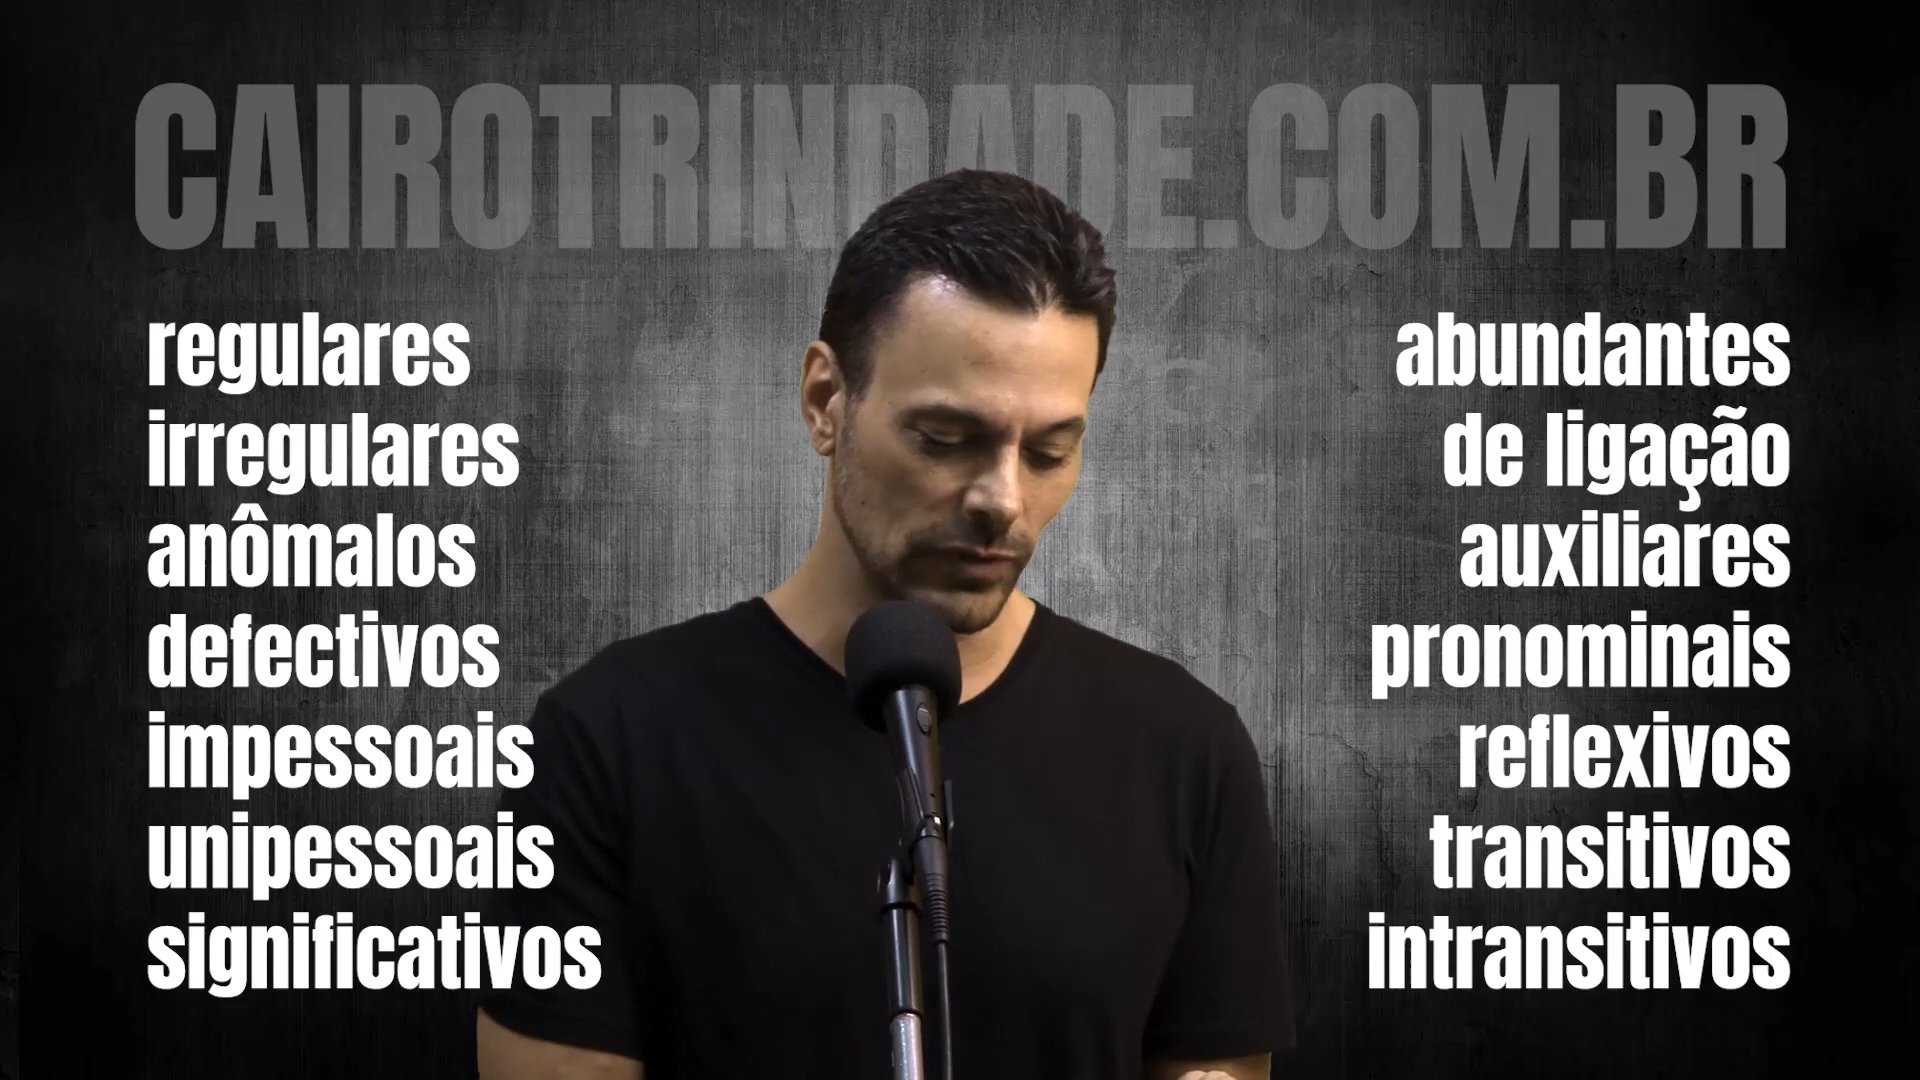 CAIROTRINDADE.COM.BR
regulares
irregulares
anômalos
defectivos
impessoais
unipessoais
significativos
abundantes
de ligação
auxiliares
pronominais
reflexivos
transitivos
intransitivos